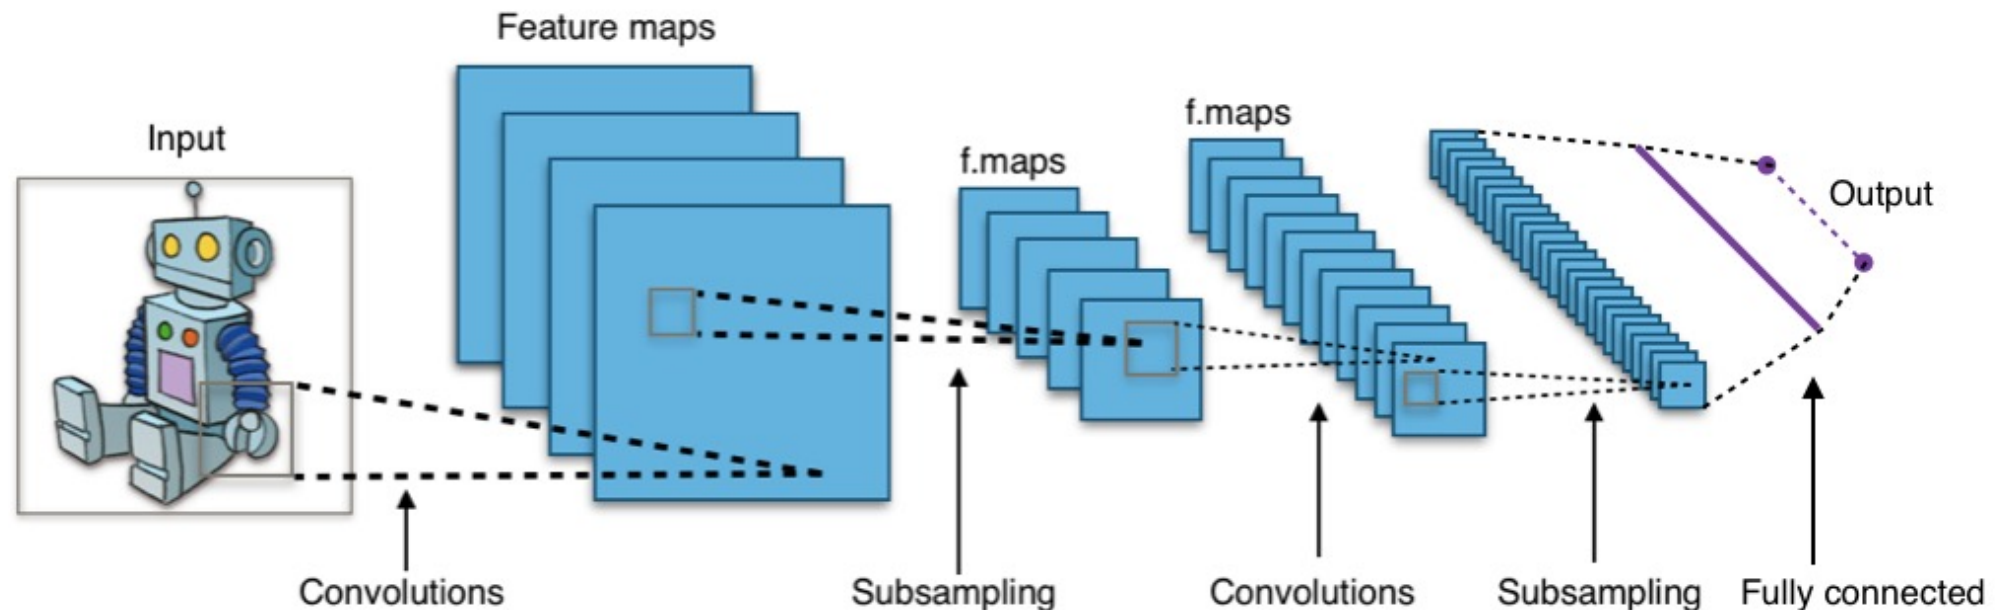 Feature maps
f.maps
Input
f.maps
Output
Convolutions
Subsampling
Convolutions
Subsampling
Fully connected